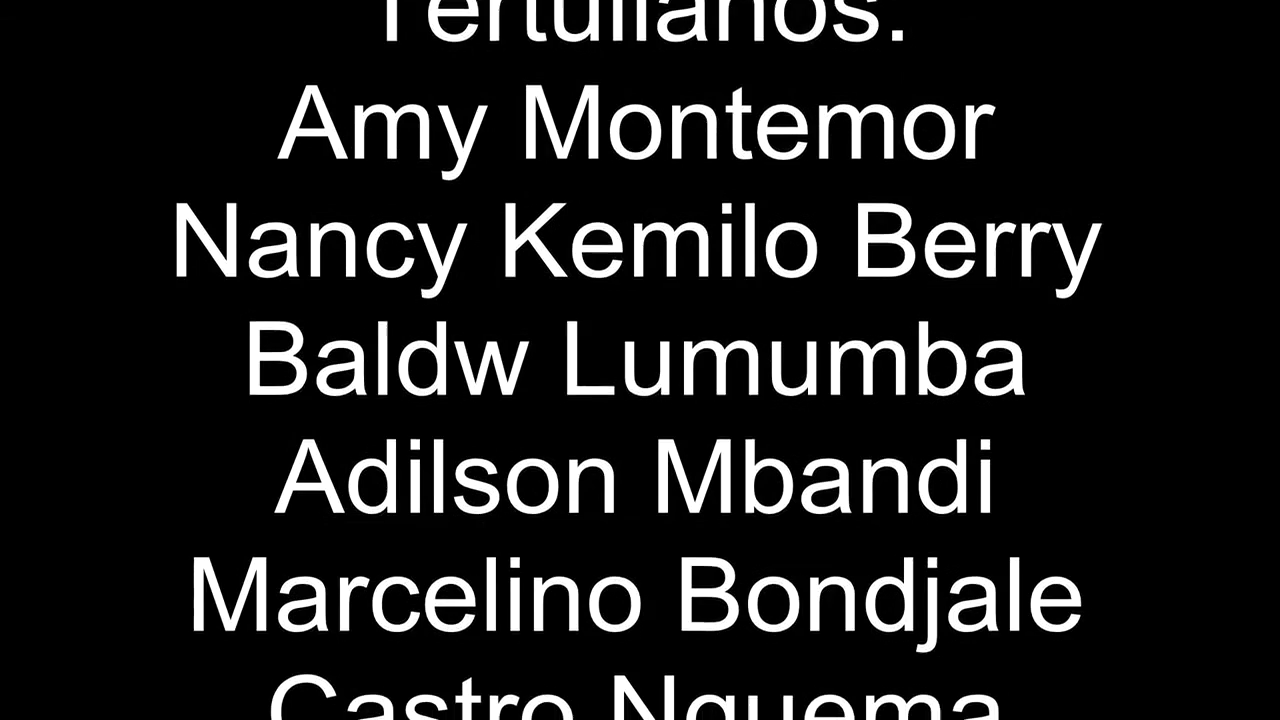 Tertulianos:
Amy Montemor
Nancy Kemilo Berry
Baldw Lumumba
Adilson Mbandi
Marcelino Bondjale
Castro Nguema